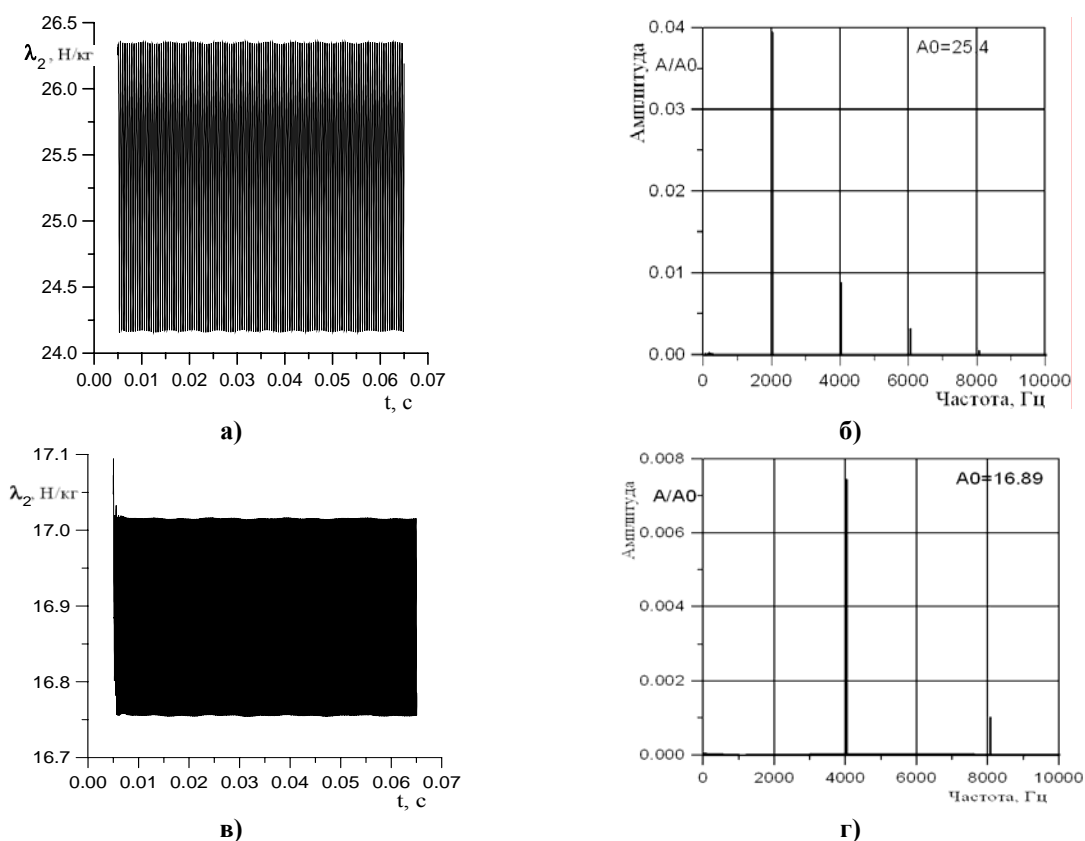 26.5
λ2, Н/кг
26.0
25.5
25.0
24.5
24.0
0.00 0.01 0.02 0.03 0.04 0.05 0.06 0.07
t, с
а)
0.04
A0=25.4
A/A0
Амплитуда
0.03
0.02
0.01
0.00
0 2000 4000 6000 8000 10000
Частота, Гц
б)
17.1
λ2, Н/кг
17.0
16.9
16.8
16.7
0.00 0.01 0.02 0.03 0.04 0.05 0.06 0.07
t, с
в)
0.008
A0=16.89
A/A0
Амплитуда
0.006
0.004
0.002
0.000
0 2000 4000 6000 8000 10000
Частота, Гц
г)